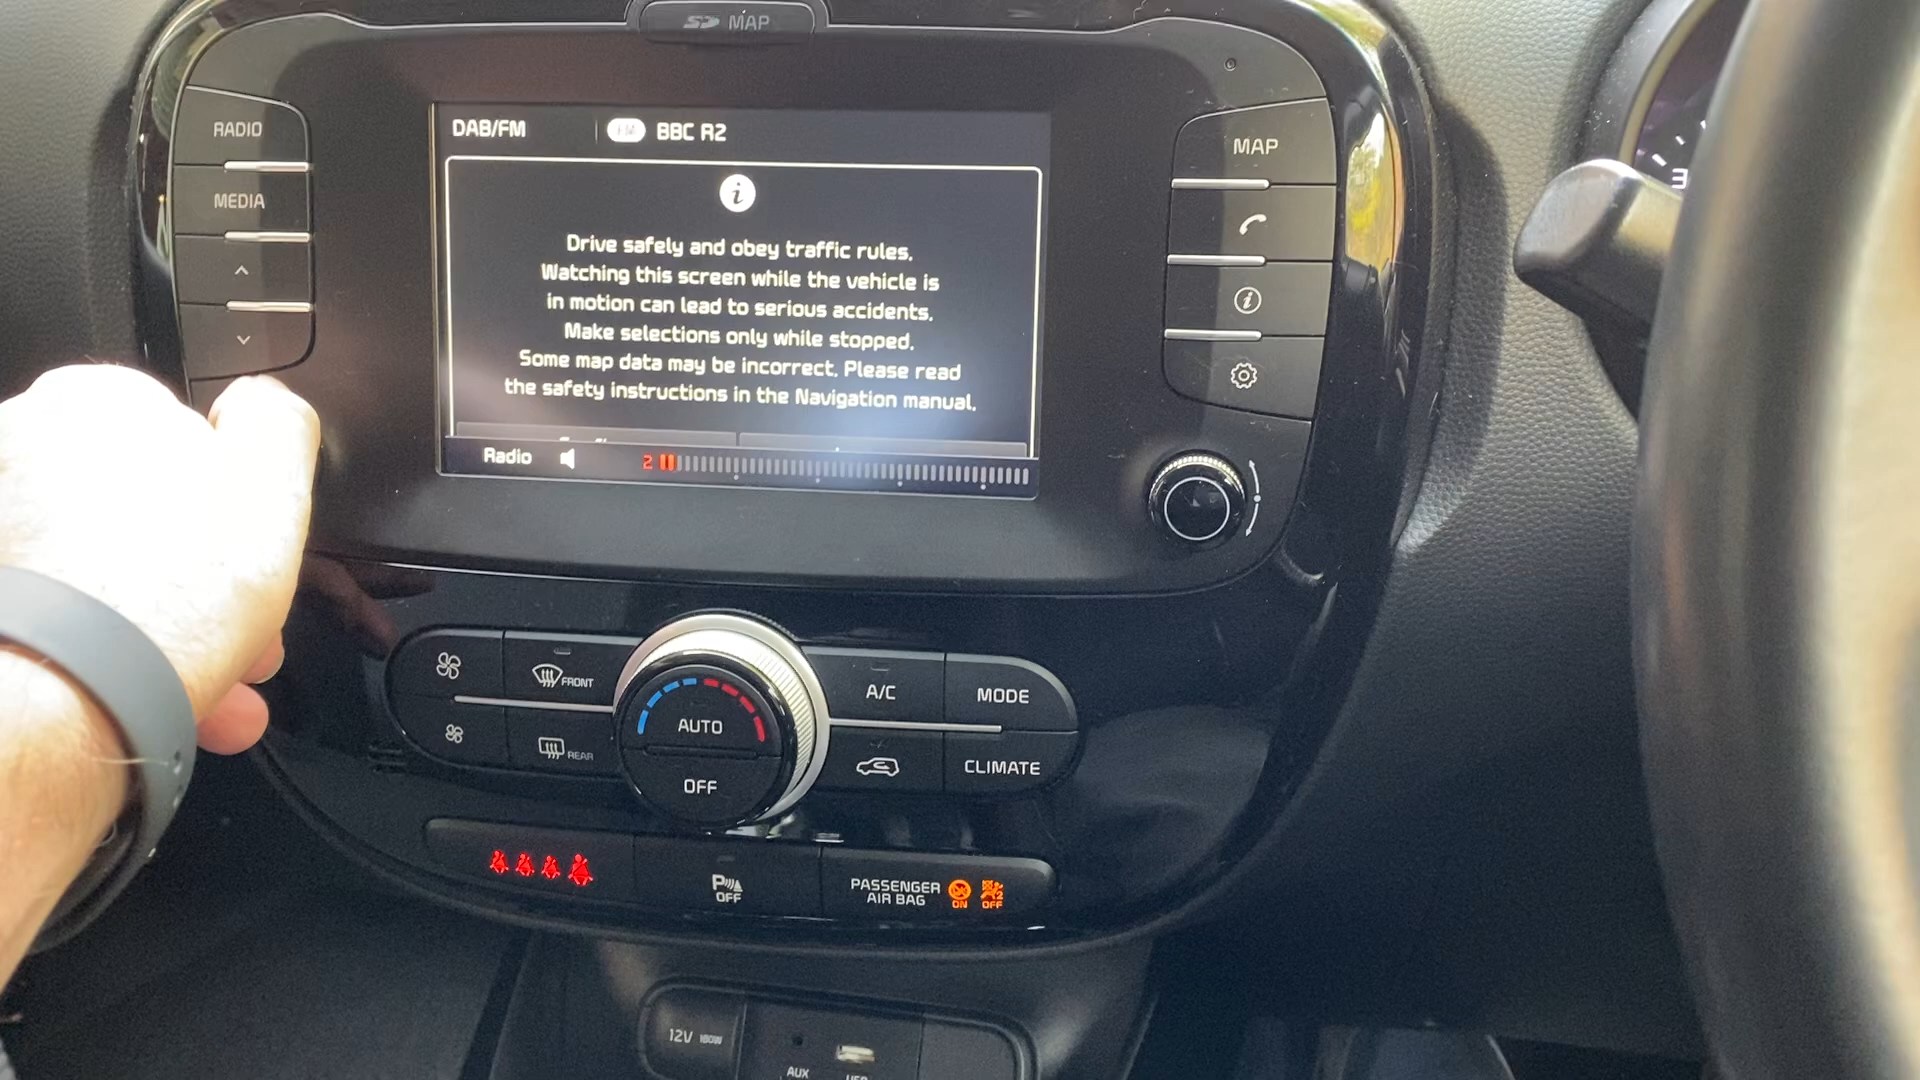 SD MAP
RADIO
MEDIA
DAB/FM
FM BBC R2
Drive safely and obey traffic rules.
Watching this screen while the vehicle is
in motion can lead to serious accidents.
Make selections only while stopped.
Some map data may be incorrect. Please read
the safety instructions in the Navigation manual.
Radio
2
MAP
3
FRONT
REAR
AUTO
OFF
A/C
MODE
CLIMATE
P OFF
PASSENGER
AIR BAG
ON
OFF
12V 180W
AUX